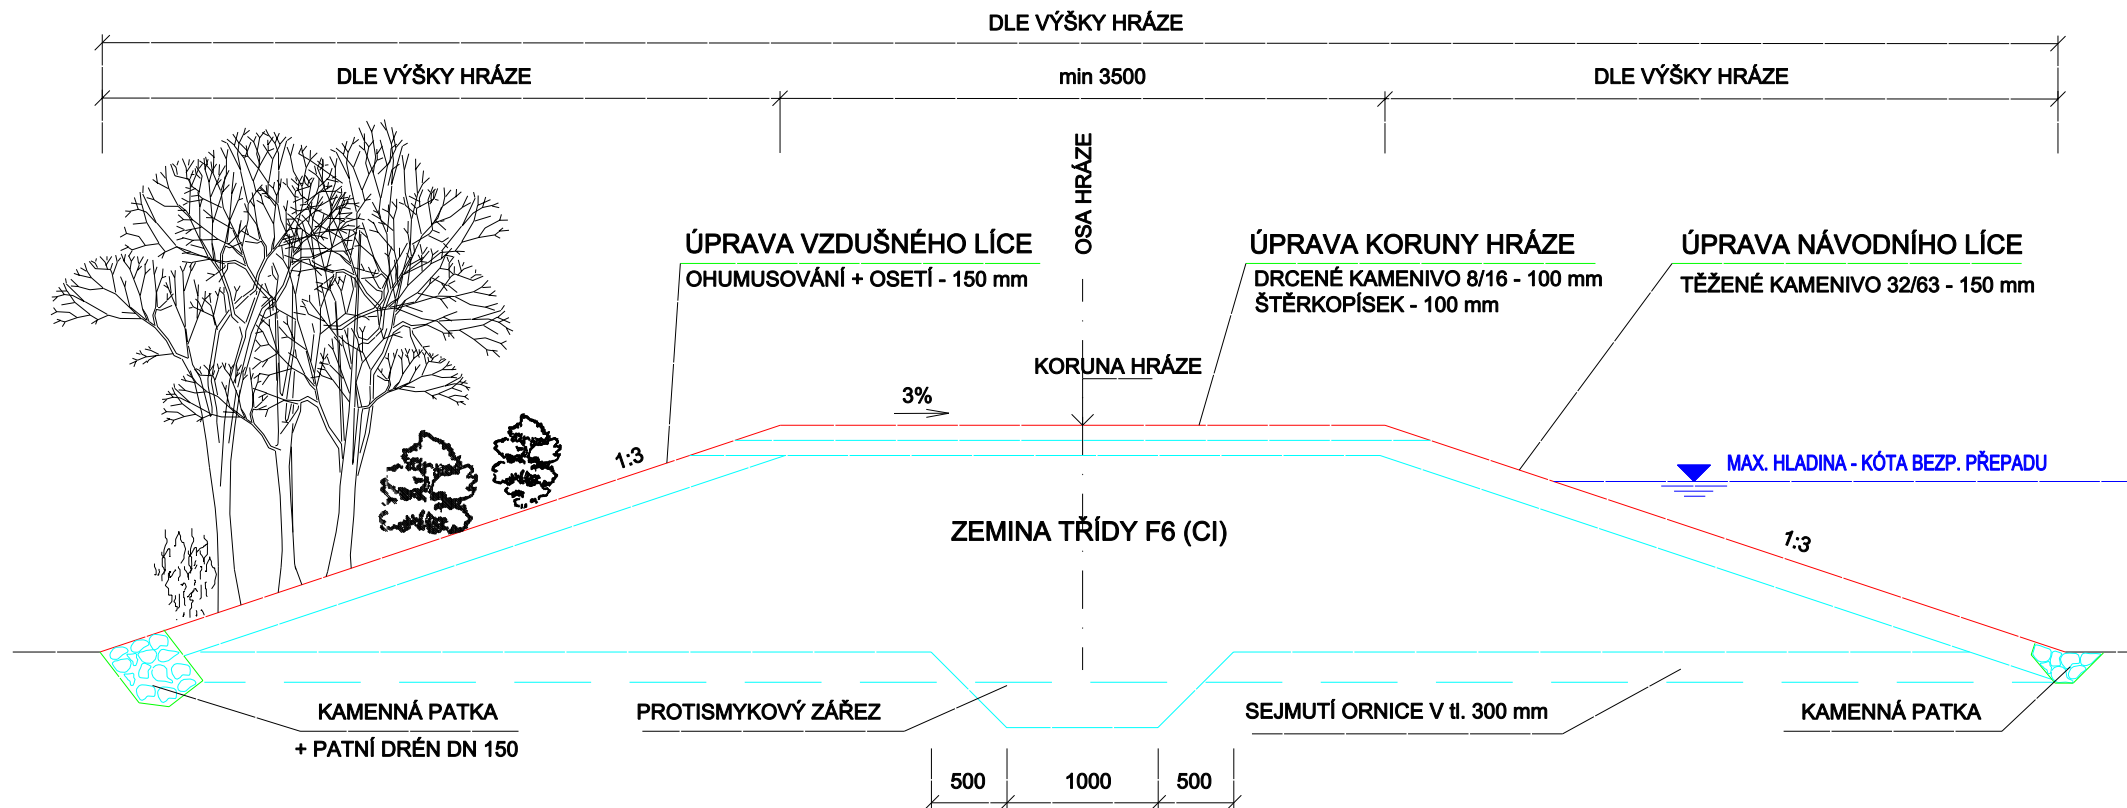 DLE VÝŠKY HRÁZE
DLE VÝŠKY HRÁZE
min 3500
DLE VÝŠKY HRÁZE
OSA HRÁZE
ÚPRAVA VZDUŠNÉHO LÍCE
OHUMUSOVÁNÍ + OSETÍ - 150 mm
ÚPRAVA KORUNY HRÁZE
DRCENÉ KAMENIVO 8/16 - 100 mm
ŠTĚRKOPÍSEK - 100 mm
ÚPRAVA NÁVODNÍHO LÍCE
TĚŽENÉ KAMENIVO 32/63 - 150 mm
KORUNA HRÁZE
3%
1:3
MAX. HLADINA - KÓTA BEZP. PŘEPADU
ZEMINA TŘÍDY F6 (CI)
1:3
KAMENNÁ PATKA
+ PATNÍ DRÉN DN 150
PROTISMYKOVÝ ZÁŘEZ
SEJMUTÍ ORNICE V tl. 300 mm
KAMENNÁ PATKA
500
1000
500